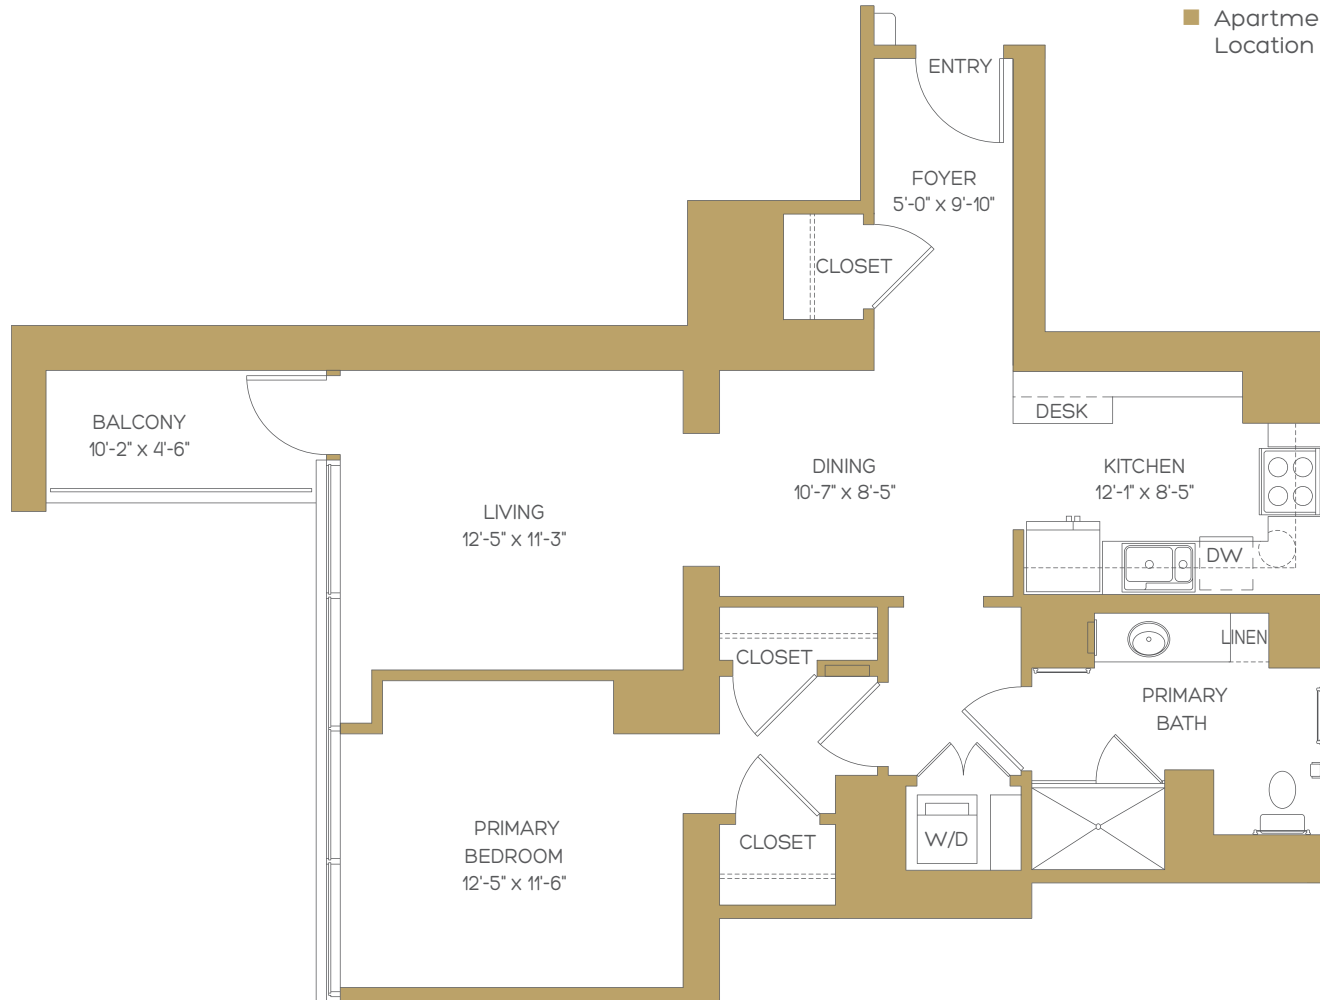 Apartme
Location
ENTRY
FOYER
5'-0" x 9'-10"
CLOSET
BALCONY
10'-2" x 4'-6"
DESK
LIVING
12'-5" x 11'-3"
DINING
10'-7" x 8'-5"
KITCHEN
12'-1" x 8'-5"
DW
CLOSET
LINEN
PRIMARY
BATH
PRIMARY
BEDROOM
12'-5" x 11'-6"
CLOSET
W/D